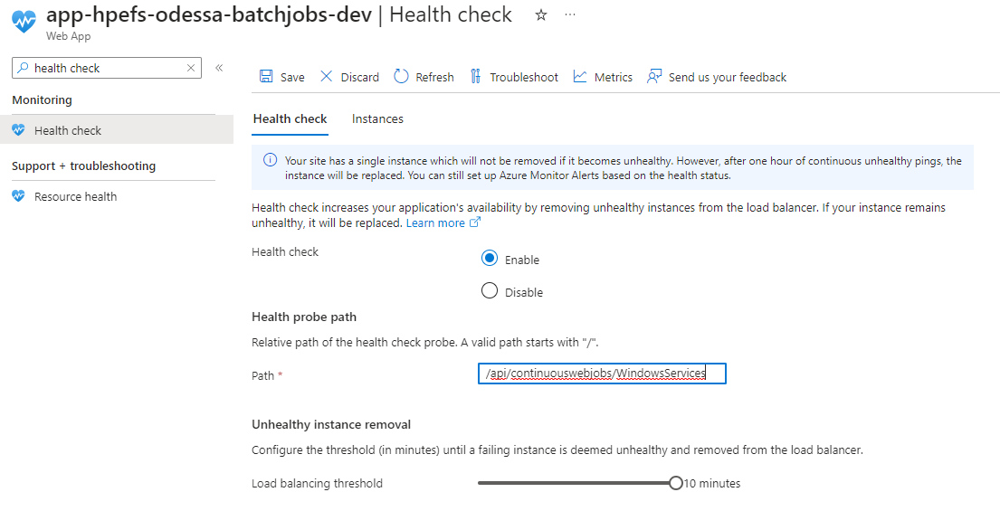 app-hpefs-odessa-batchjobs-dev | Health check
Web App
health check
Monitoring
Health check
Support + troubleshooting
Resource health
Save
Discard
Refresh
Troubleshoot
Metrics
Send us your feedback
Health check
Instances
Your site has a single instance which will not be removed if it becomes unhealthy. However, after one hour of continuous unhealthy pings, the
instance will be replaced. You can still set up Azure Monitor Alerts based on the health status.
Health check increases your application's availability by removing unhealthy instances from the load balancer. If your instance remains
unhealthy, it will be replaced. Learn more
Health check
Enable
Disable
Health probe path
Relative path of the health check probe. A valid path starts with "/".
Path *
/api/continuouswebjobs/WindowsServices
Unhealthy instance removal
Configure the threshold (in minutes) until a failing instance is deemed unhealthy and removed from the load balancer.
Load balancing threshold
10 minutes